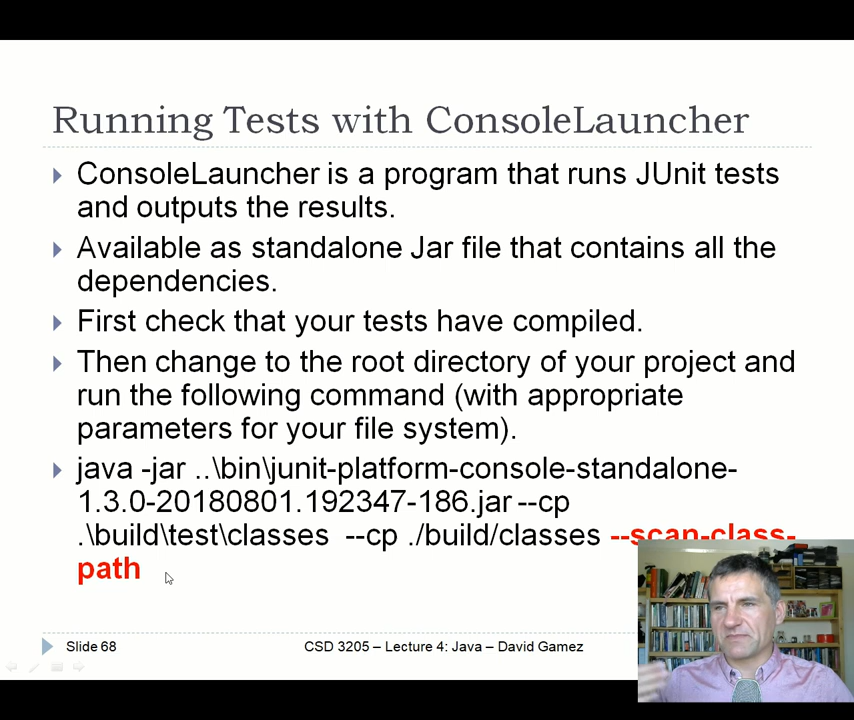 Running Tests with ConsoleLauncher
ConsoleLauncher is a program that runs JUnit tests
and outputs the results.
Available as standalone Jar file that contains all the
dependencies.
First check that your tests have compiled.
Then change to the root directory of your project and
run the following command (with appropriate
parameters for your file system).
java -jar ..\bin\junit-platform-console-standalone-
1.3.0-20180801.192347-186.jar --cp
.\build\test\classes --cp ./build/classes --scan-class-
path
Slide 68
CSD 3205 – Lecture 4: Java – David Gamez